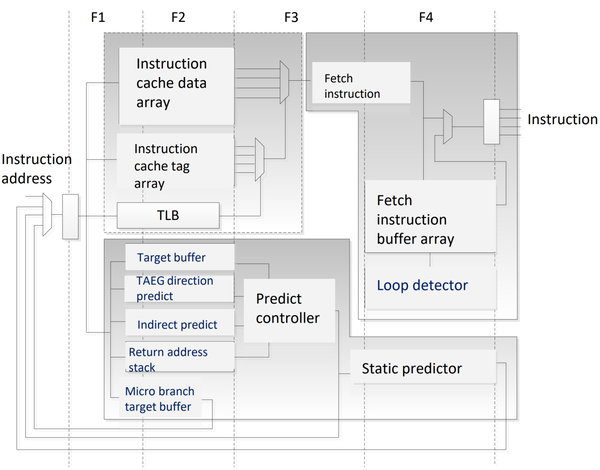 F1
F2
F3
F4
Instruction
cache data
array
Fetch
instruction
Instruction
Instruction
cache tag
array
Instruction
address
TLB
Fetch
instruction
buffer array
Loop detector
Target buffer
TAEG direction
predict
Indirect predict
Return address
stack
Micro branch
target buffer
Predict
controller
Static predictor